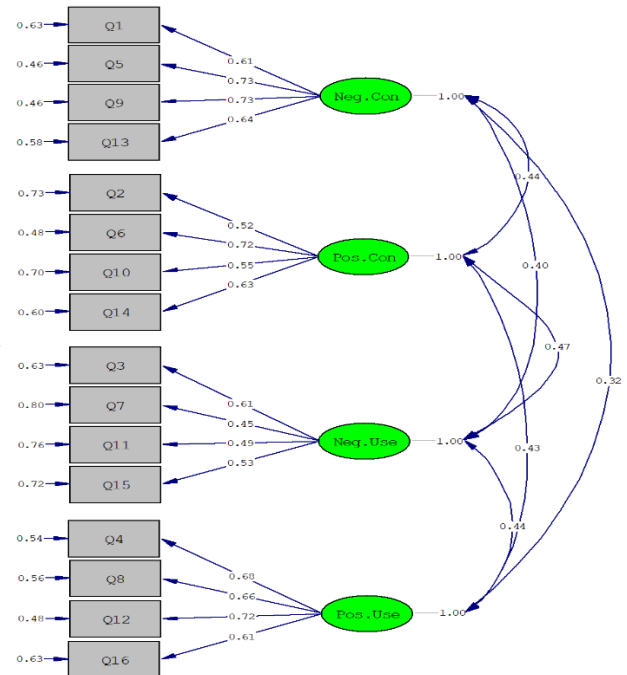 0.63 Q1
0.61
0.46 Q5
0.73
0.46 Q9
0.73
Neg.Con 1.00
0.58 Q13
0.64
0.44
0.73 Q2
0.52
0.48 Q6
0.72
Pos.Con 1.00
0.70 Q10
0.55
0.40
0.60 Q14
0.63
0.47
0.63 Q3
0.61
0.32
0.80 Q7
0.45
0.76 Q11
0.49
Neg.Use 1.00
0.43
0.72 Q15
0.53
0.44
0.54 Q4
0.68
0.56 Q8
0.66
0.48 Q12
0.72
Pos.Use 1.00
0.63 Q16
0.61